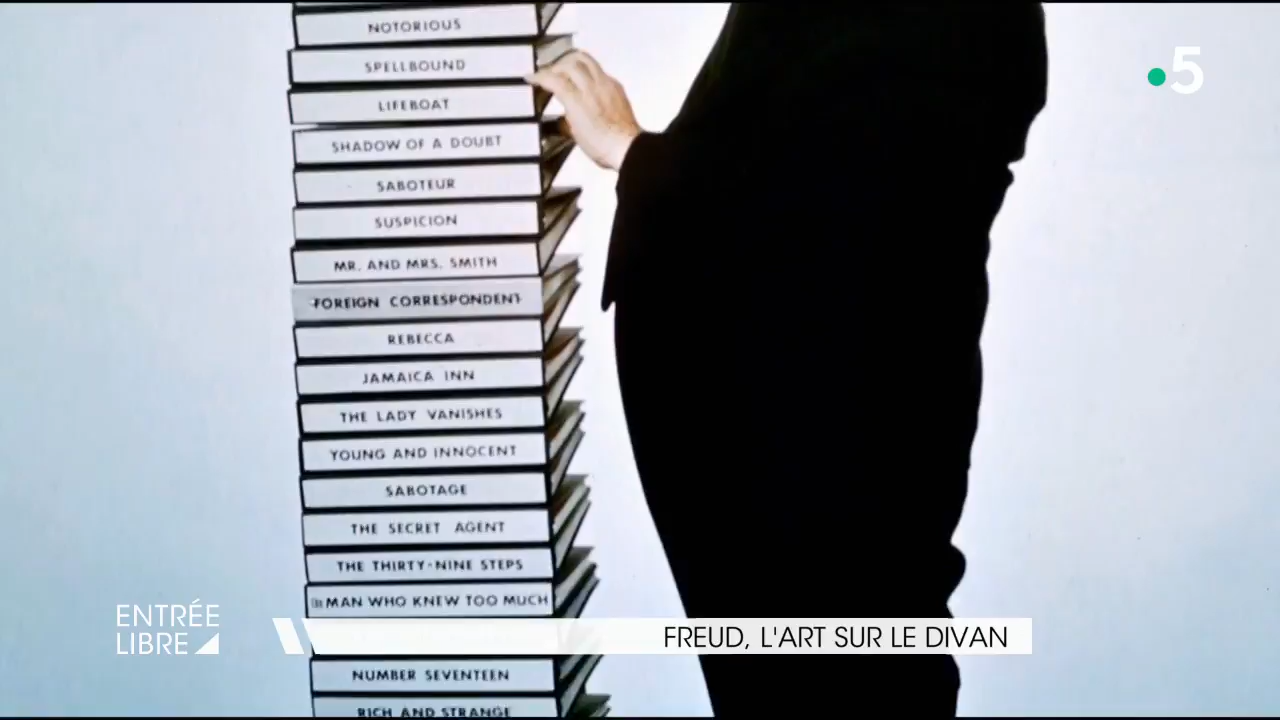 NOTORIOUS
SPELLBOUND
LIFEBOAT
SHADOW OF A DOUBT
SABOTEUR
SUSPICION
MR. AND MRS. SMITH
FOREIGN CORRESPONDENT
REBECCA
JAMAICA INN
THE LADY VANISHES
YOUNG AND INNOCENT
SABOTAGE
THE SECRET AGENT
THE THIRTY-NINE STEPS
MAN WHO KNEW TOO MUCH
NUMBER SEVENTEEN
RICH AND STRANGE
5
ENTRÉE
LIBRE
FREUD, L'ART SUR LE DIVAN